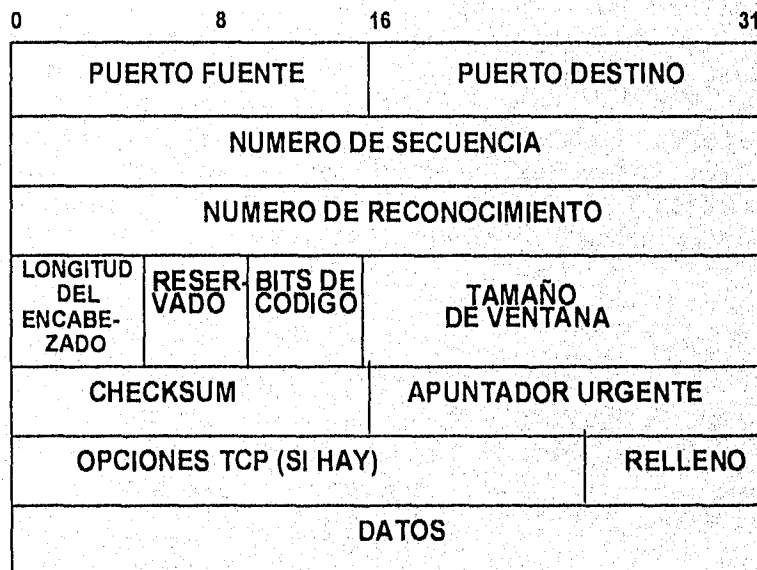 0 8 16 31
PUERTO FUENTE PUERTO DESTINO
NUMERO DE SECUENCIA
NUMERO DE RECONOCIMIENTO
LONGITUD
DEL
ENCABE-
ZADO
RESER-
VADO
BITS DE
CODIGO
TAMAÑO
DE VENTANA
CHECKSUM APUNTADOR URGENTE
OPCIONES TCP (SI HAY) RELLENO
DATOS